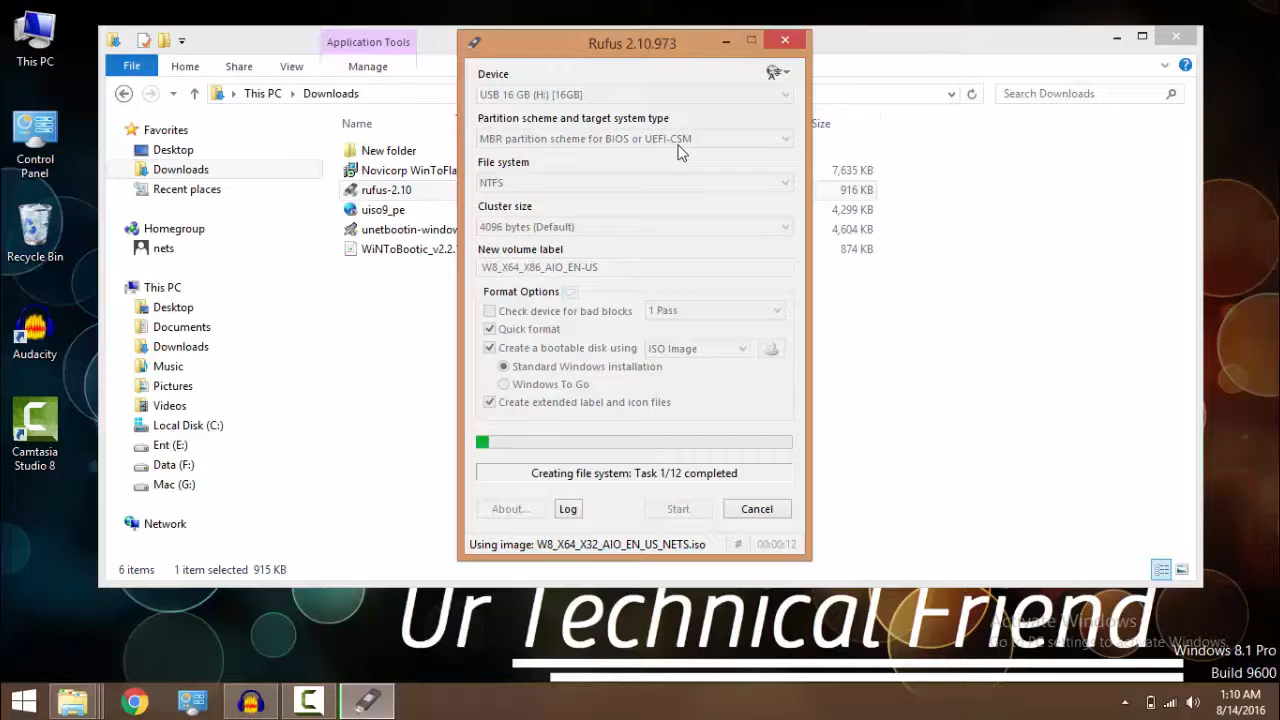 This PC
Control
Panel
Recycle Bin
Audacity
Camtasia
Studio 8
Application Tools
File
Home
Share
View
Manage
This PC
Downloads
Search Downloads
Favorites
Desktop
Downloads
Recent places
Homegroup
nets
This PC
Desktop
Documents
Downloads
Music
Pictures
Videos
Local Disk (C:)
Ent (E:)
Data (F:)
Mac (G:)
Network
Name
Size
New folder
Novicorp WinToFla
7,635 KB
rufus-2.10
916 KB
uiso9_pe
4,299 KB
unetbootin-window
4,604 KB
WiNToBootic_v2.2.
874 KB
6 items
1 item selected 915 KB
Rufus 2.10.973
Device
USB 16 GB (H:) [16GB]
Partition scheme and target system type
MBR partition scheme for BIOS or UEFI-CSM
File system
NTFS
Cluster size
4096 bytes (Default)
New volume label
W8_X64_X86_AIO_EN-US
Format Options
Check device for bad blocks
1 Pass
Quick format
Create a bootable disk using
ISO Image
Standard Windows installation
Windows To Go
Create extended label and icon files
Creating file system: Task 1/12 completed
About...
Log
Start
Cancel
Using image: W8_X64_X32_AIO_EN_US_NETS.iso
#
00:00:12
Ur Technical Friend
Activate Windows
Go to PC settings to activate Windows.
Windows 8.1 Pro
Build 9600
1:10 AM
8/14/2016